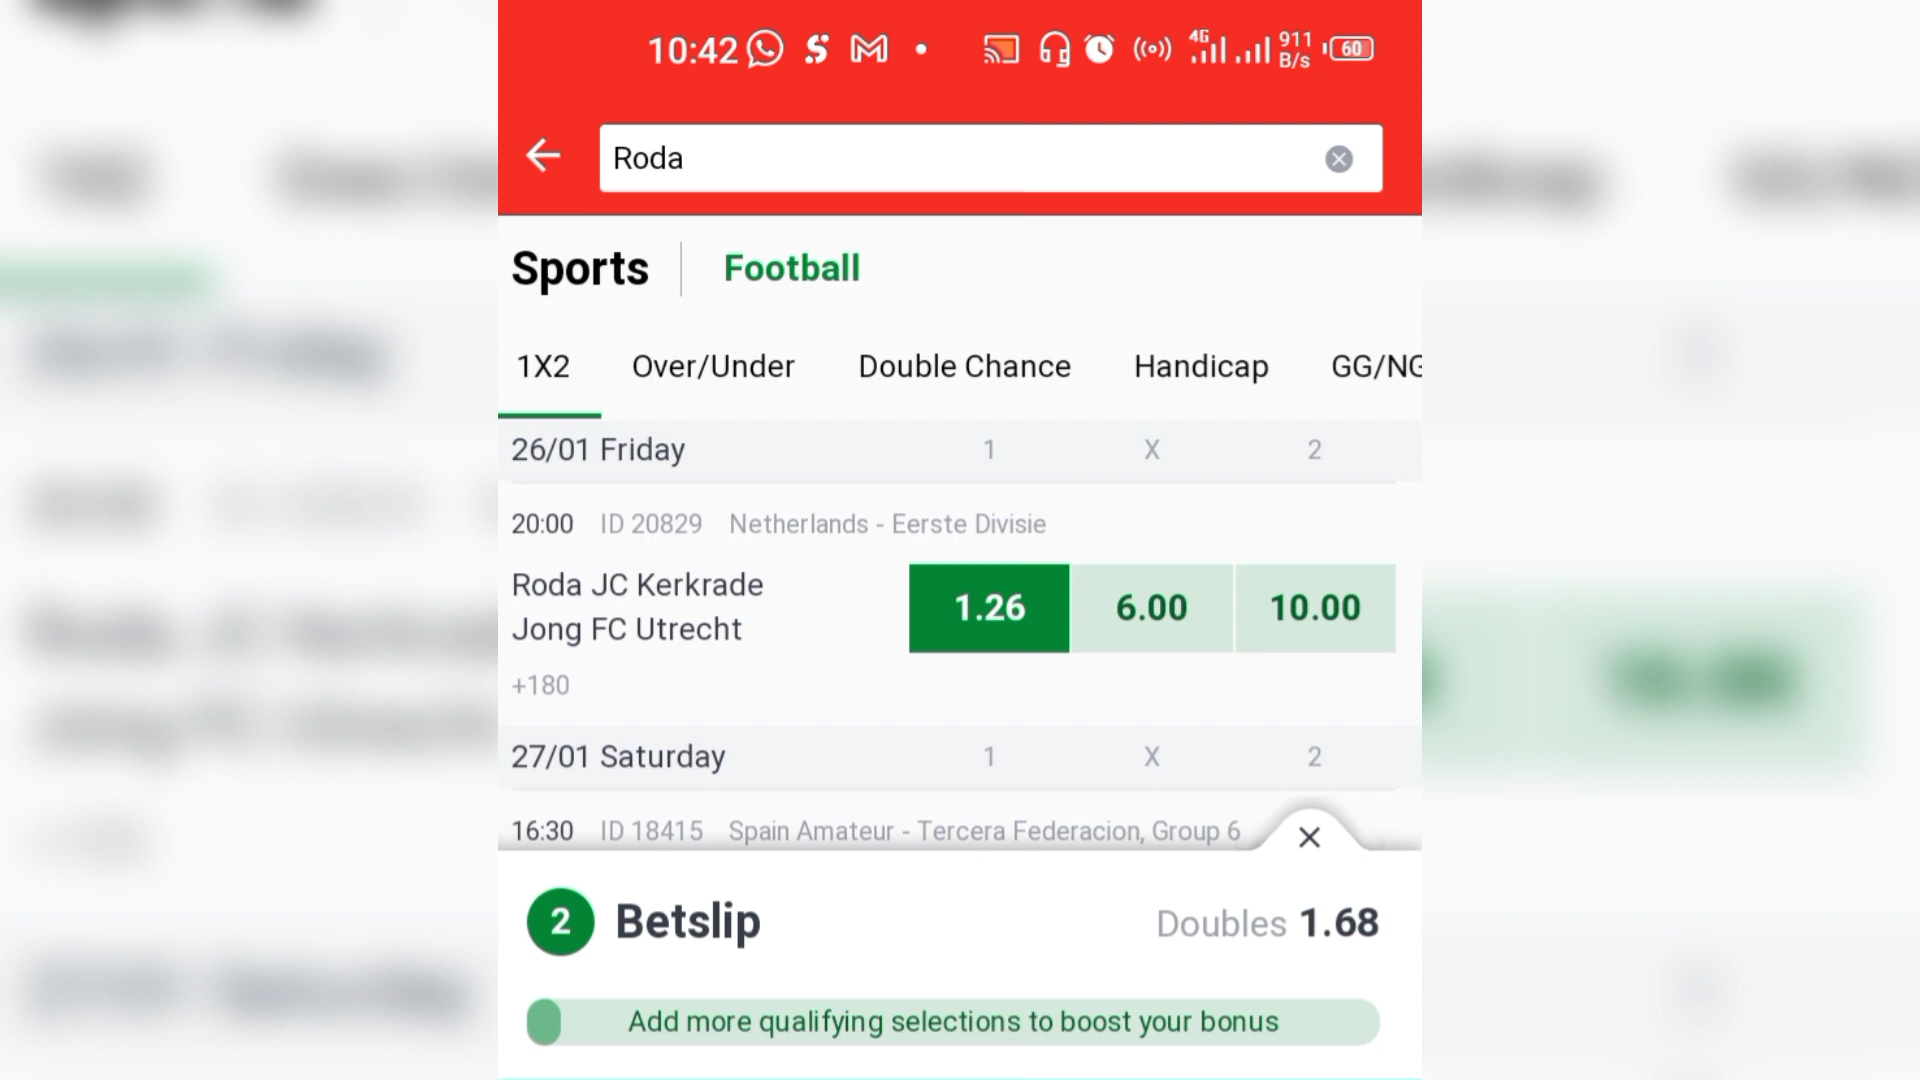 10:42 4G 911 B/s 60
Roda
Sports Football
1X2 Over/Under Double Chance Handicap GG/NG
26/01 Friday 1 X 2
20:00 ID 20829 Netherlands - Eerste Divisie
Roda JC Kerkrade
Jong FC Utrecht
1.26 6.00 10.00
+180
27/01 Saturday 1 X 2
16:30 ID 18415 Spain Amateur - Tercera Federacion, Group 6
2 Betslip Doubles 1.68
Add more qualifying selections to boost your bonus